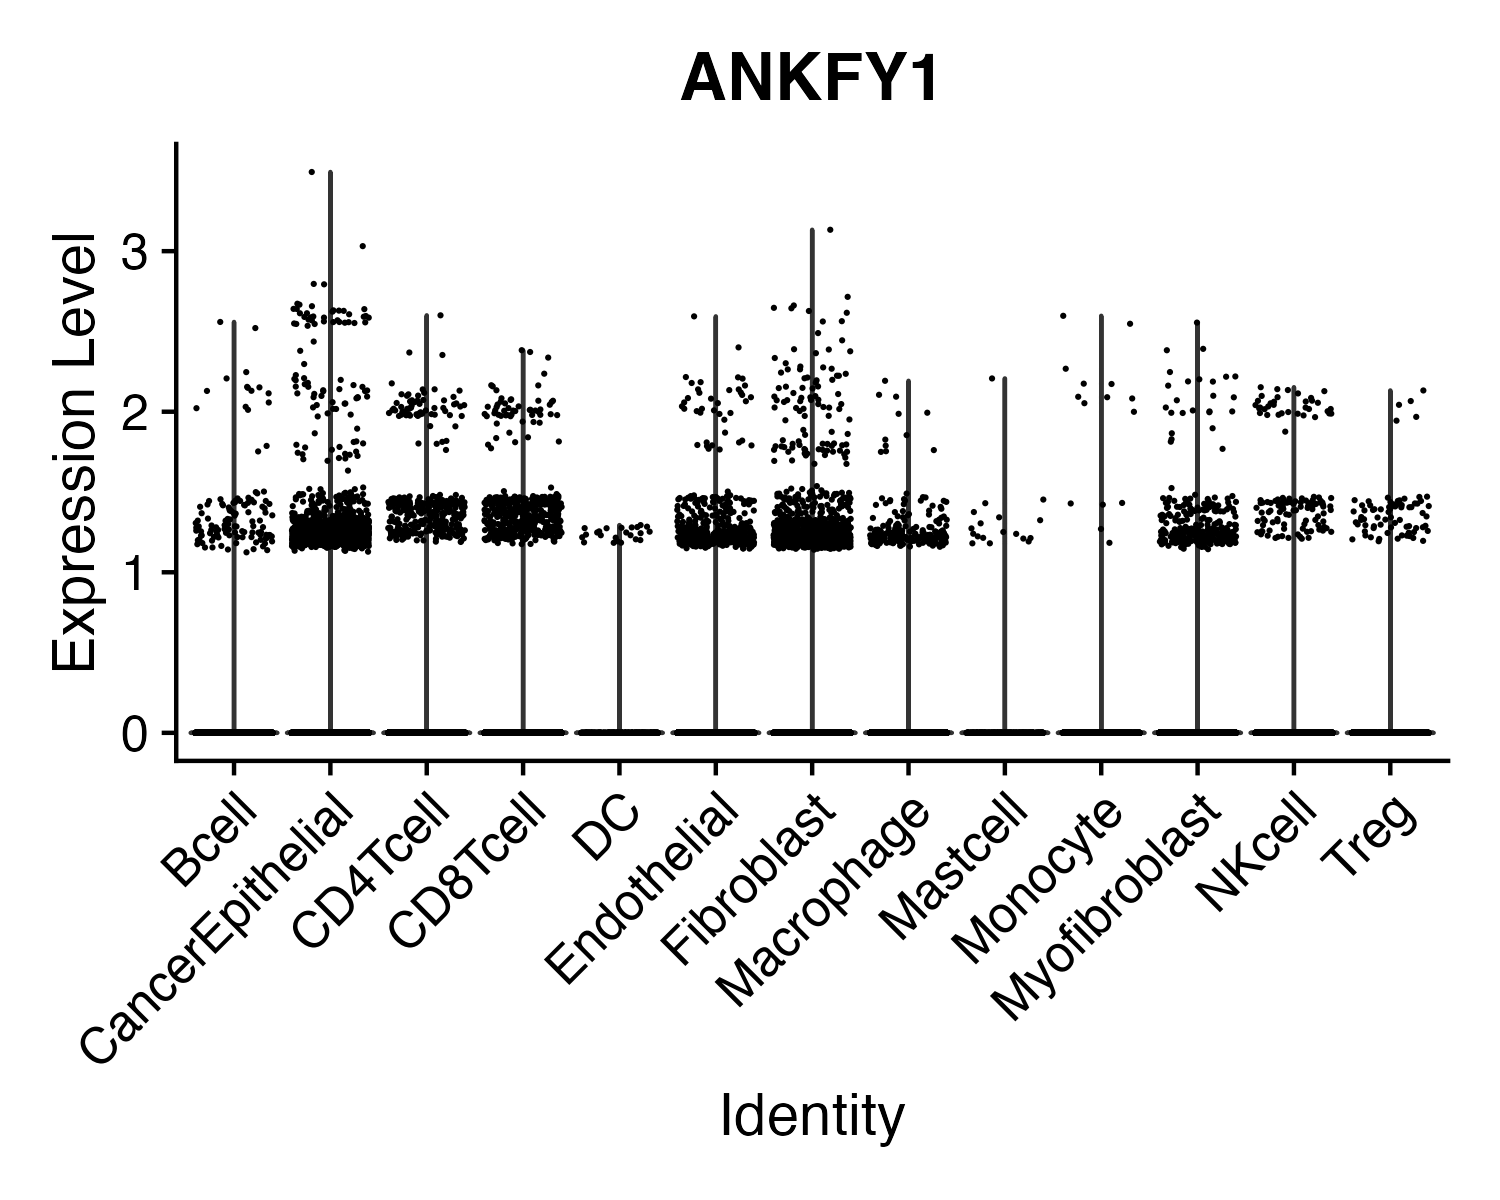 ANKFY1
Expression Level
3
2
1
0
Bcell
CancerEpithelial
CD4Tcell
CD8Tcell
DC
Endothelial
Fibroblast
Macrophage
Mastcell
Monocyte
Myofibroblast
NKcell
Treg
Identity